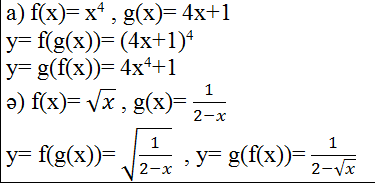 a) f(x)= x⁴ , g(x)= 4x+1
y= f(g(x))= (4x+1)⁴
y= g(f(x))= 4x⁴+1
ə) f(x)= √x , g(x)= 1/(2−x)
y= f(g(x))= √(1/(2−x)) , y= g(f(x))= 1/(2−√x)